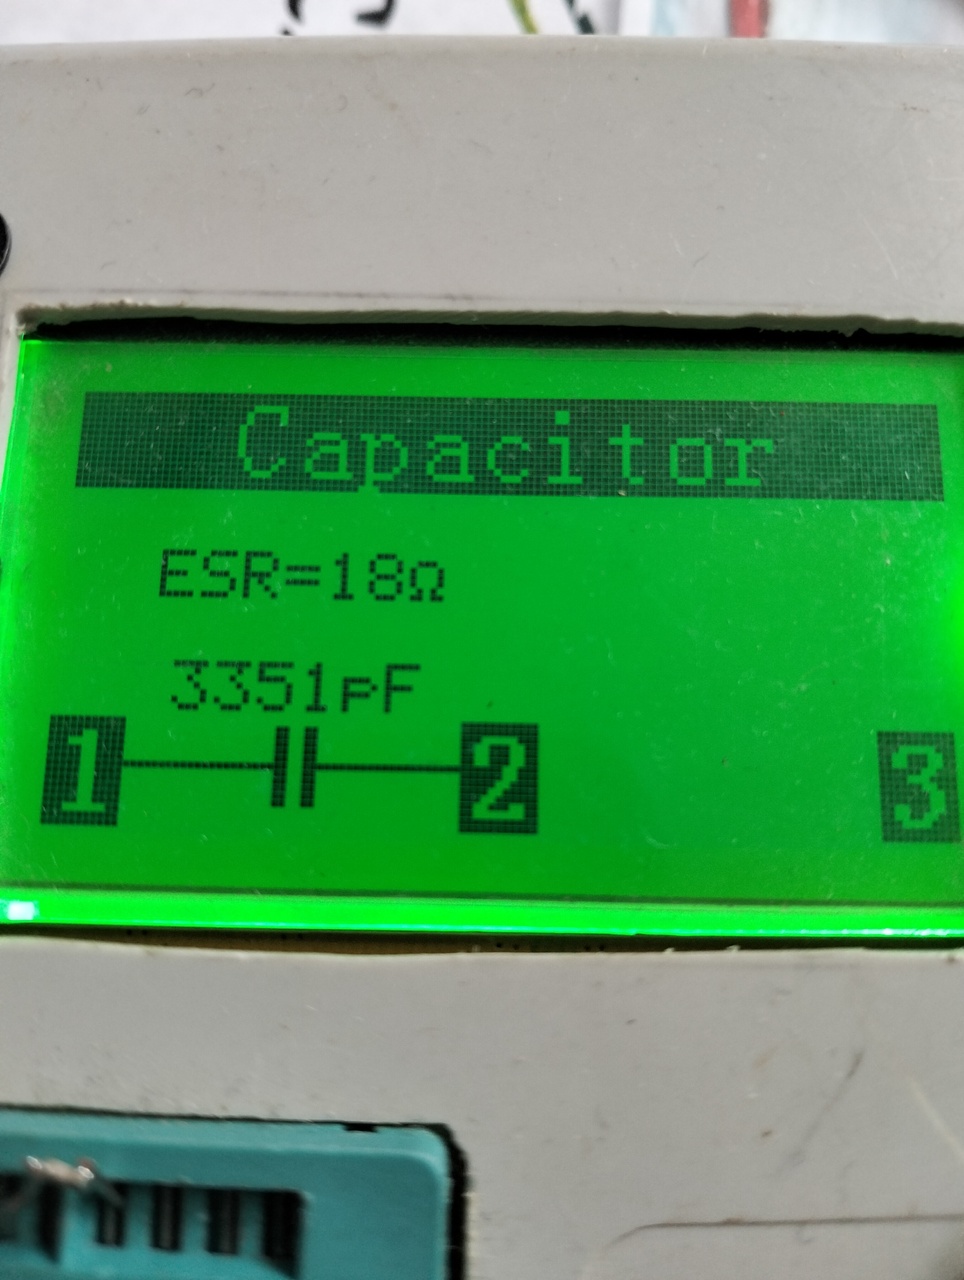 Capacitor
ESR=18Ω
3351pF
1 2 3